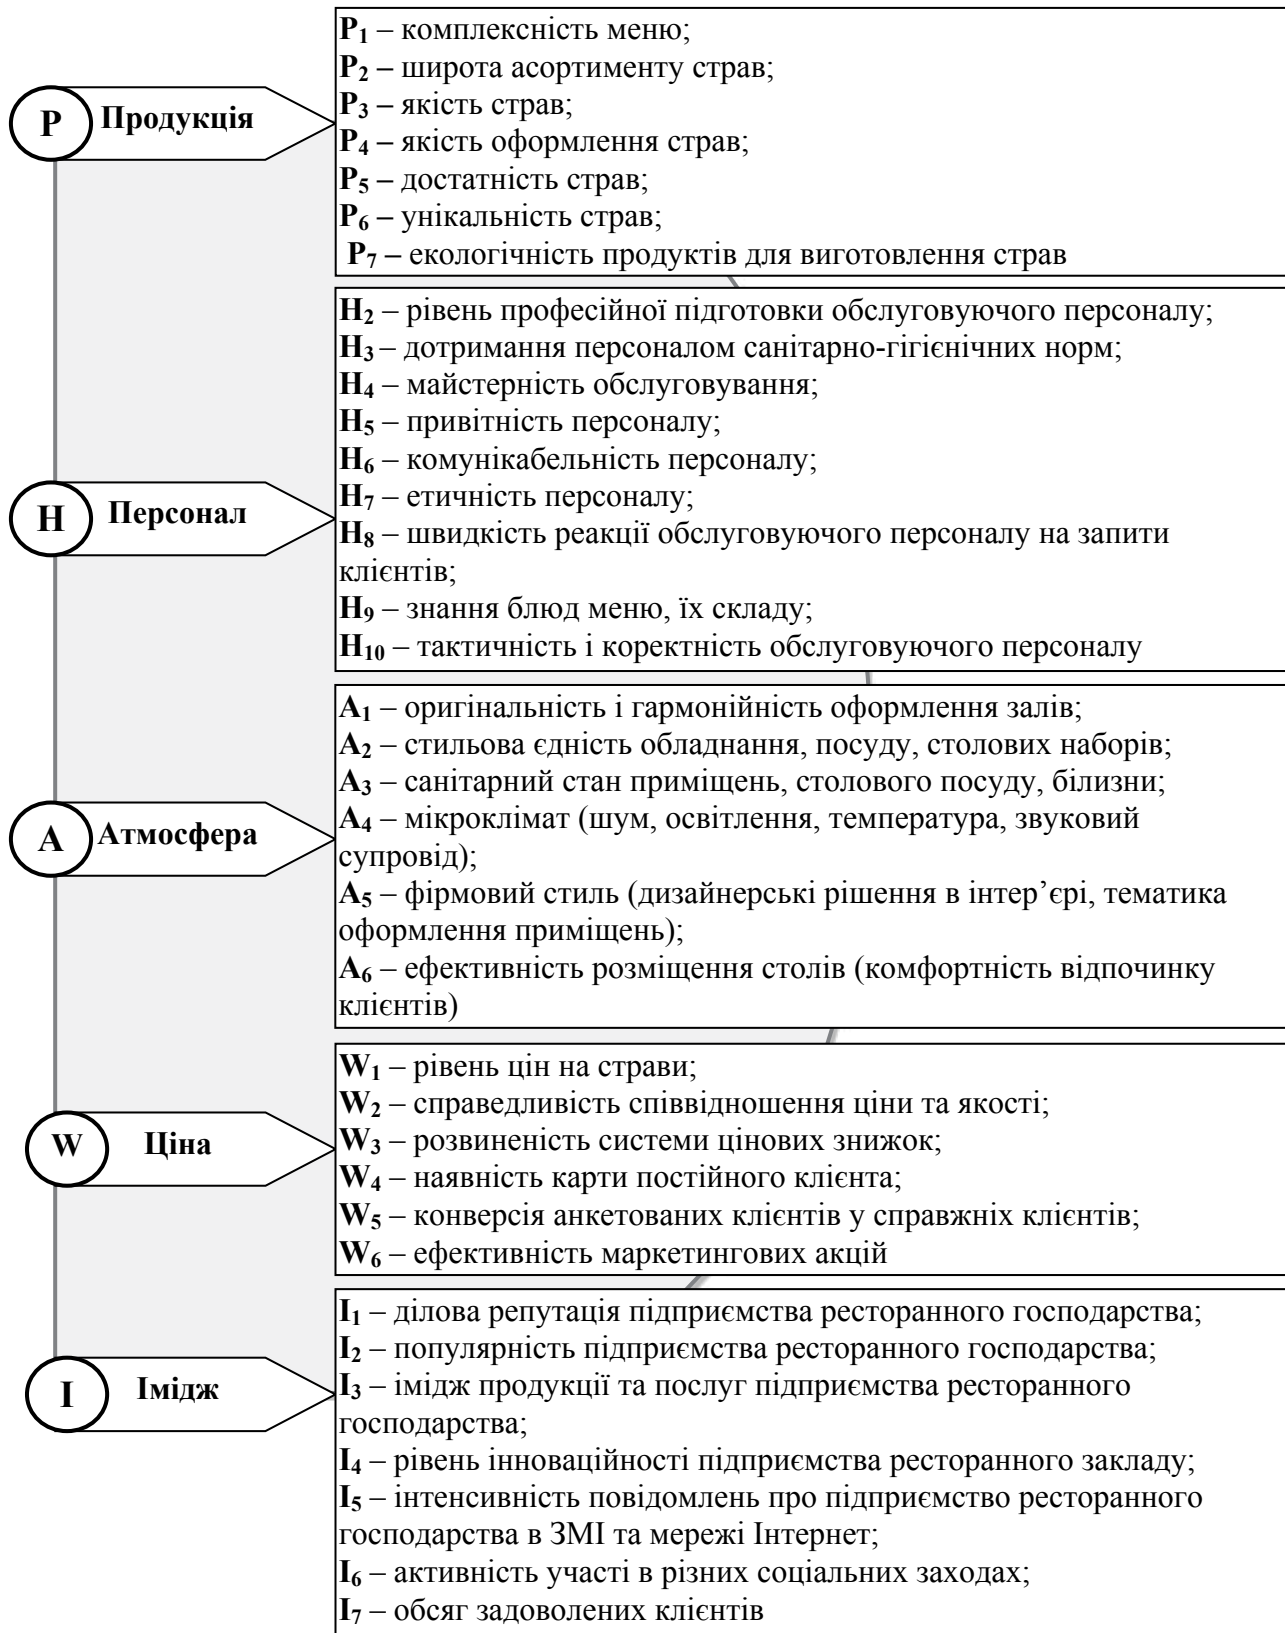 P Продукція
P₁ – комплексність меню;
P₂ – широта асортименту страв;
P₃ – якість страв;
P₄ – якість оформлення страв;
P₅ – достатність страв;
P₆ – унікальність страв;
P₇ – екологічність продуктів для виготовлення страв
H Персонал
H₂ – рівень професійної підготовки обслуговуючого персоналу;
H₃ – дотримання персоналом санітарно-гігієнічних норм;
H₄ – майстерність обслуговування;
H₅ – привітність персоналу;
H₆ – комунікабельність персоналу;
H₇ – етичність персоналу;
H₈ – швидкість реакції обслуговуючого персоналу на запити
клієнтів;
H₉ – знання блюд меню, їх складу;
H₁₀ – тактичність і коректність обслуговуючого персоналу
A Атмосфера
A₁ – оригінальність і гармонійність оформлення залів;
A₂ – стильова єдність обладнання, посуду, столових наборів;
A₃ – санітарний стан приміщень, столового посуду, білизни;
A₄ – мікроклімат (шум, освітлення, температура, звуковий
супровід);
A₅ – фірмовий стиль (дизайнерські рішення в інтер’єрі, тематика
оформлення приміщень);
A₆ – ефективність розміщення столів (комфортність відпочинку
клієнтів)
W Ціна
W₁ – рівень цін на страви;
W₂ – справедливість співвідношення ціни та якості;
W₃ – розвиненість системи цінових знижок;
W₄ – наявність карти постійного клієнта;
W₅ – конверсія анкетованих клієнтів у справжніх клієнтів;
W₆ – ефективність маркетингових акцій
I Імідж
I₁ – ділова репутація підприємства ресторанного господарства;
I₂ – популярність підприємства ресторанного господарства;
I₃ – імідж продукції та послуг підприємства ресторанного
господарства;
I₄ – рівень інноваційності підприємства ресторанного закладу;
I₅ – інтенсивність повідомлень про підприємство ресторанного
господарства в ЗМІ та мережі Інтернет;
I₆ – активність участі в різних соціальних заходах;
I₇ – обсяг задоволених клієнтів